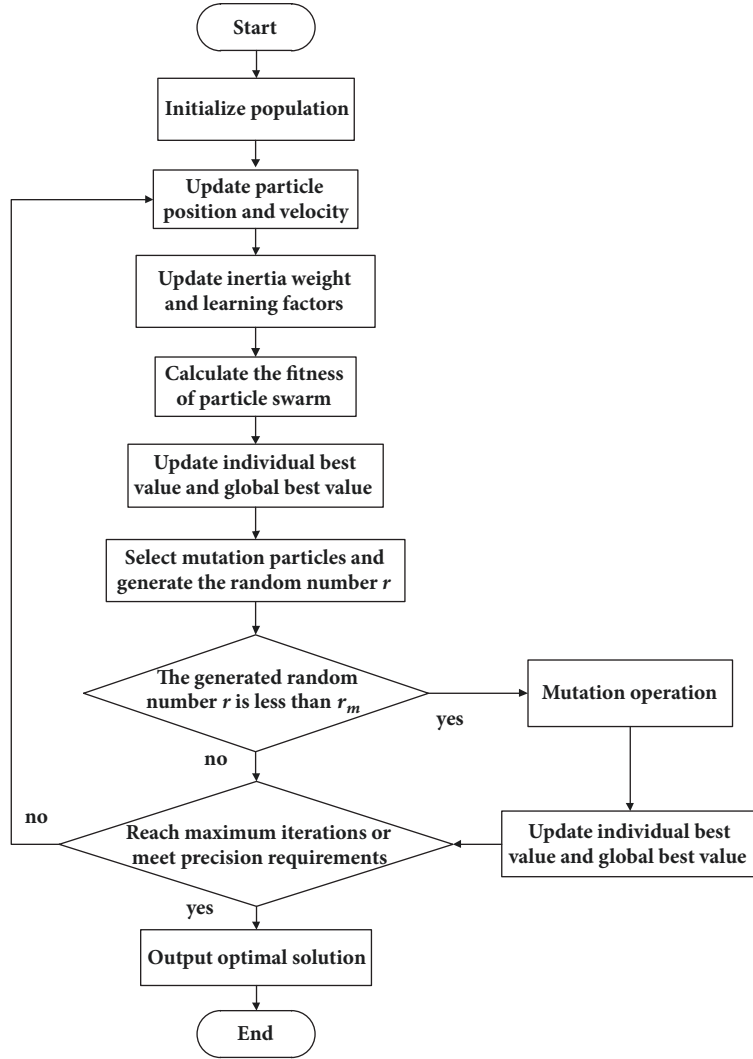 Start
Initialize population
Update particle
position and velocity
Update inertia weight
and learning factors
Calculate the fitness
of particle swarm
Update individual best
value and global best value
Select mutation particles and
generate the random number r
The generated random
number r is less than rₘ
yes
Mutation operation
no
Update individual best
value and global best value
Reach maximum iterations or
meet precision requirements
no
yes
Output optimal solution
End